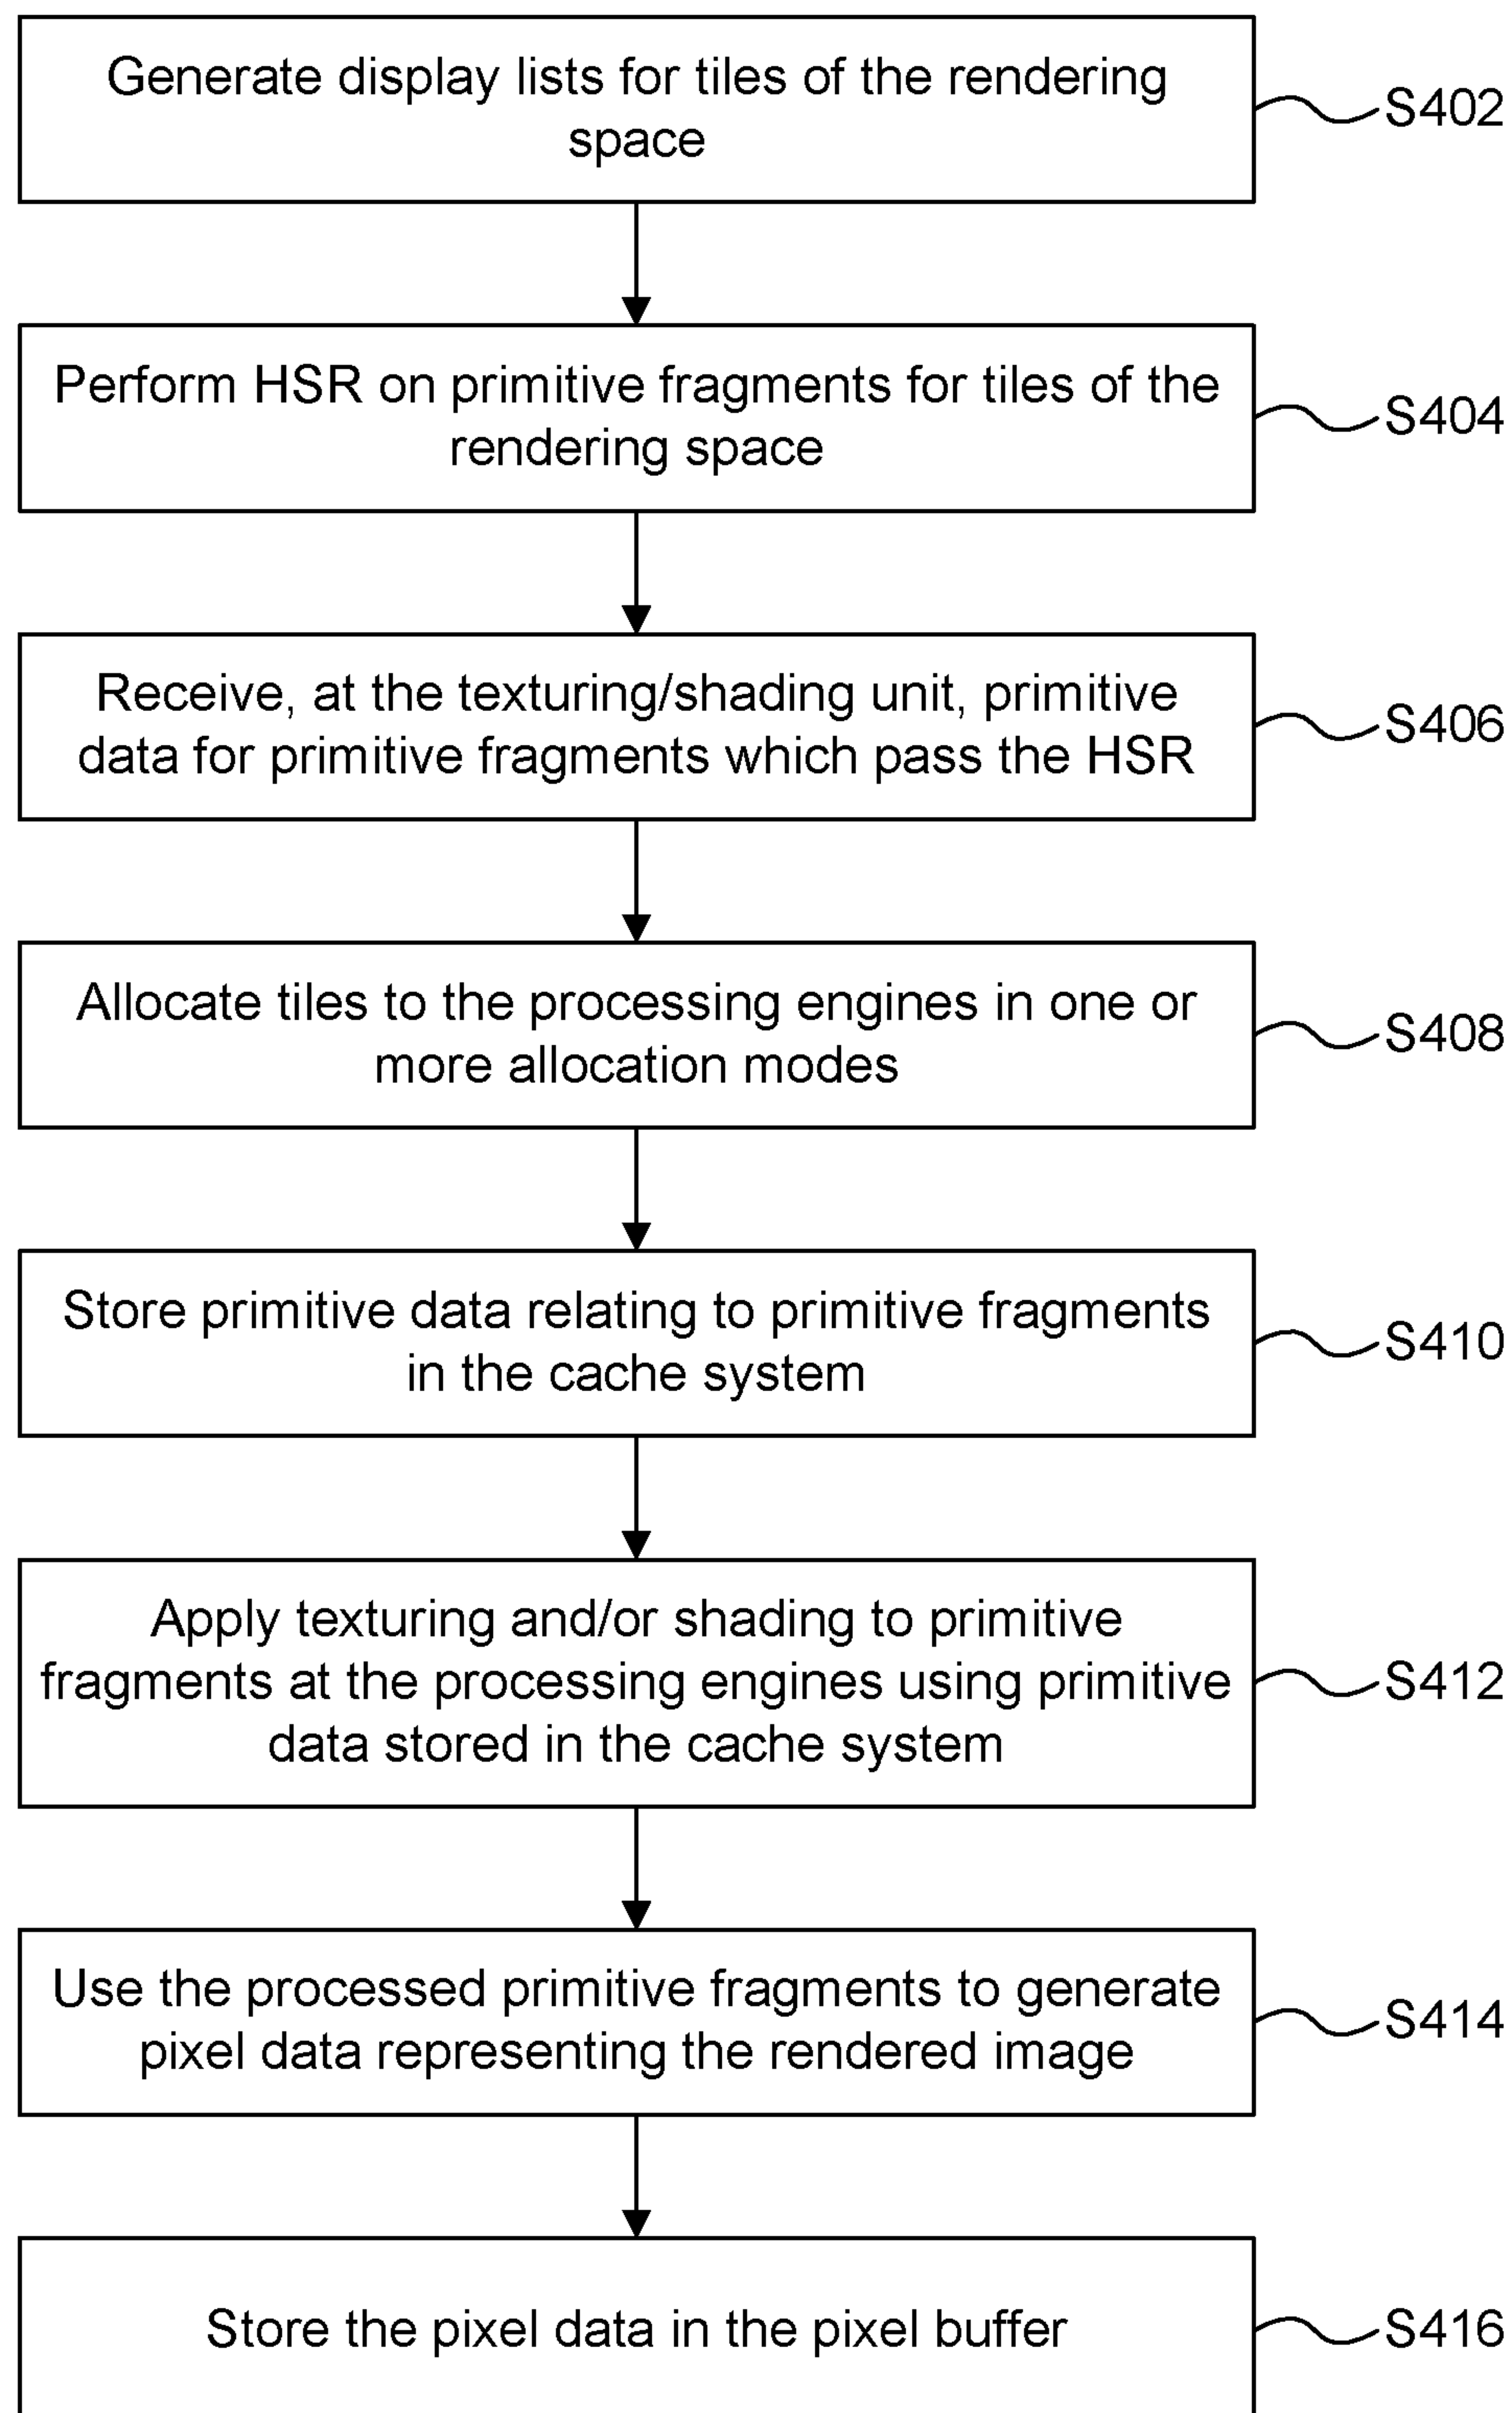 Generate display lists for tiles of the rendering
space
S402
Perform HSR on primitive fragments for tiles of the
rendering space
S404
Receive, at the texturing/shading unit, primitive
data for primitive fragments which pass the HSR
S406
Allocate tiles to the processing engines in one or
more allocation modes
S408
Store primitive data relating to primitive fragments
in the cache system
S410
Apply texturing and/or shading to primitive
fragments at the processing engines using primitive
data stored in the cache system
S412
Use the processed primitive fragments to generate
pixel data representing the rendered image
S414
Store the pixel data in the pixel buffer
S416